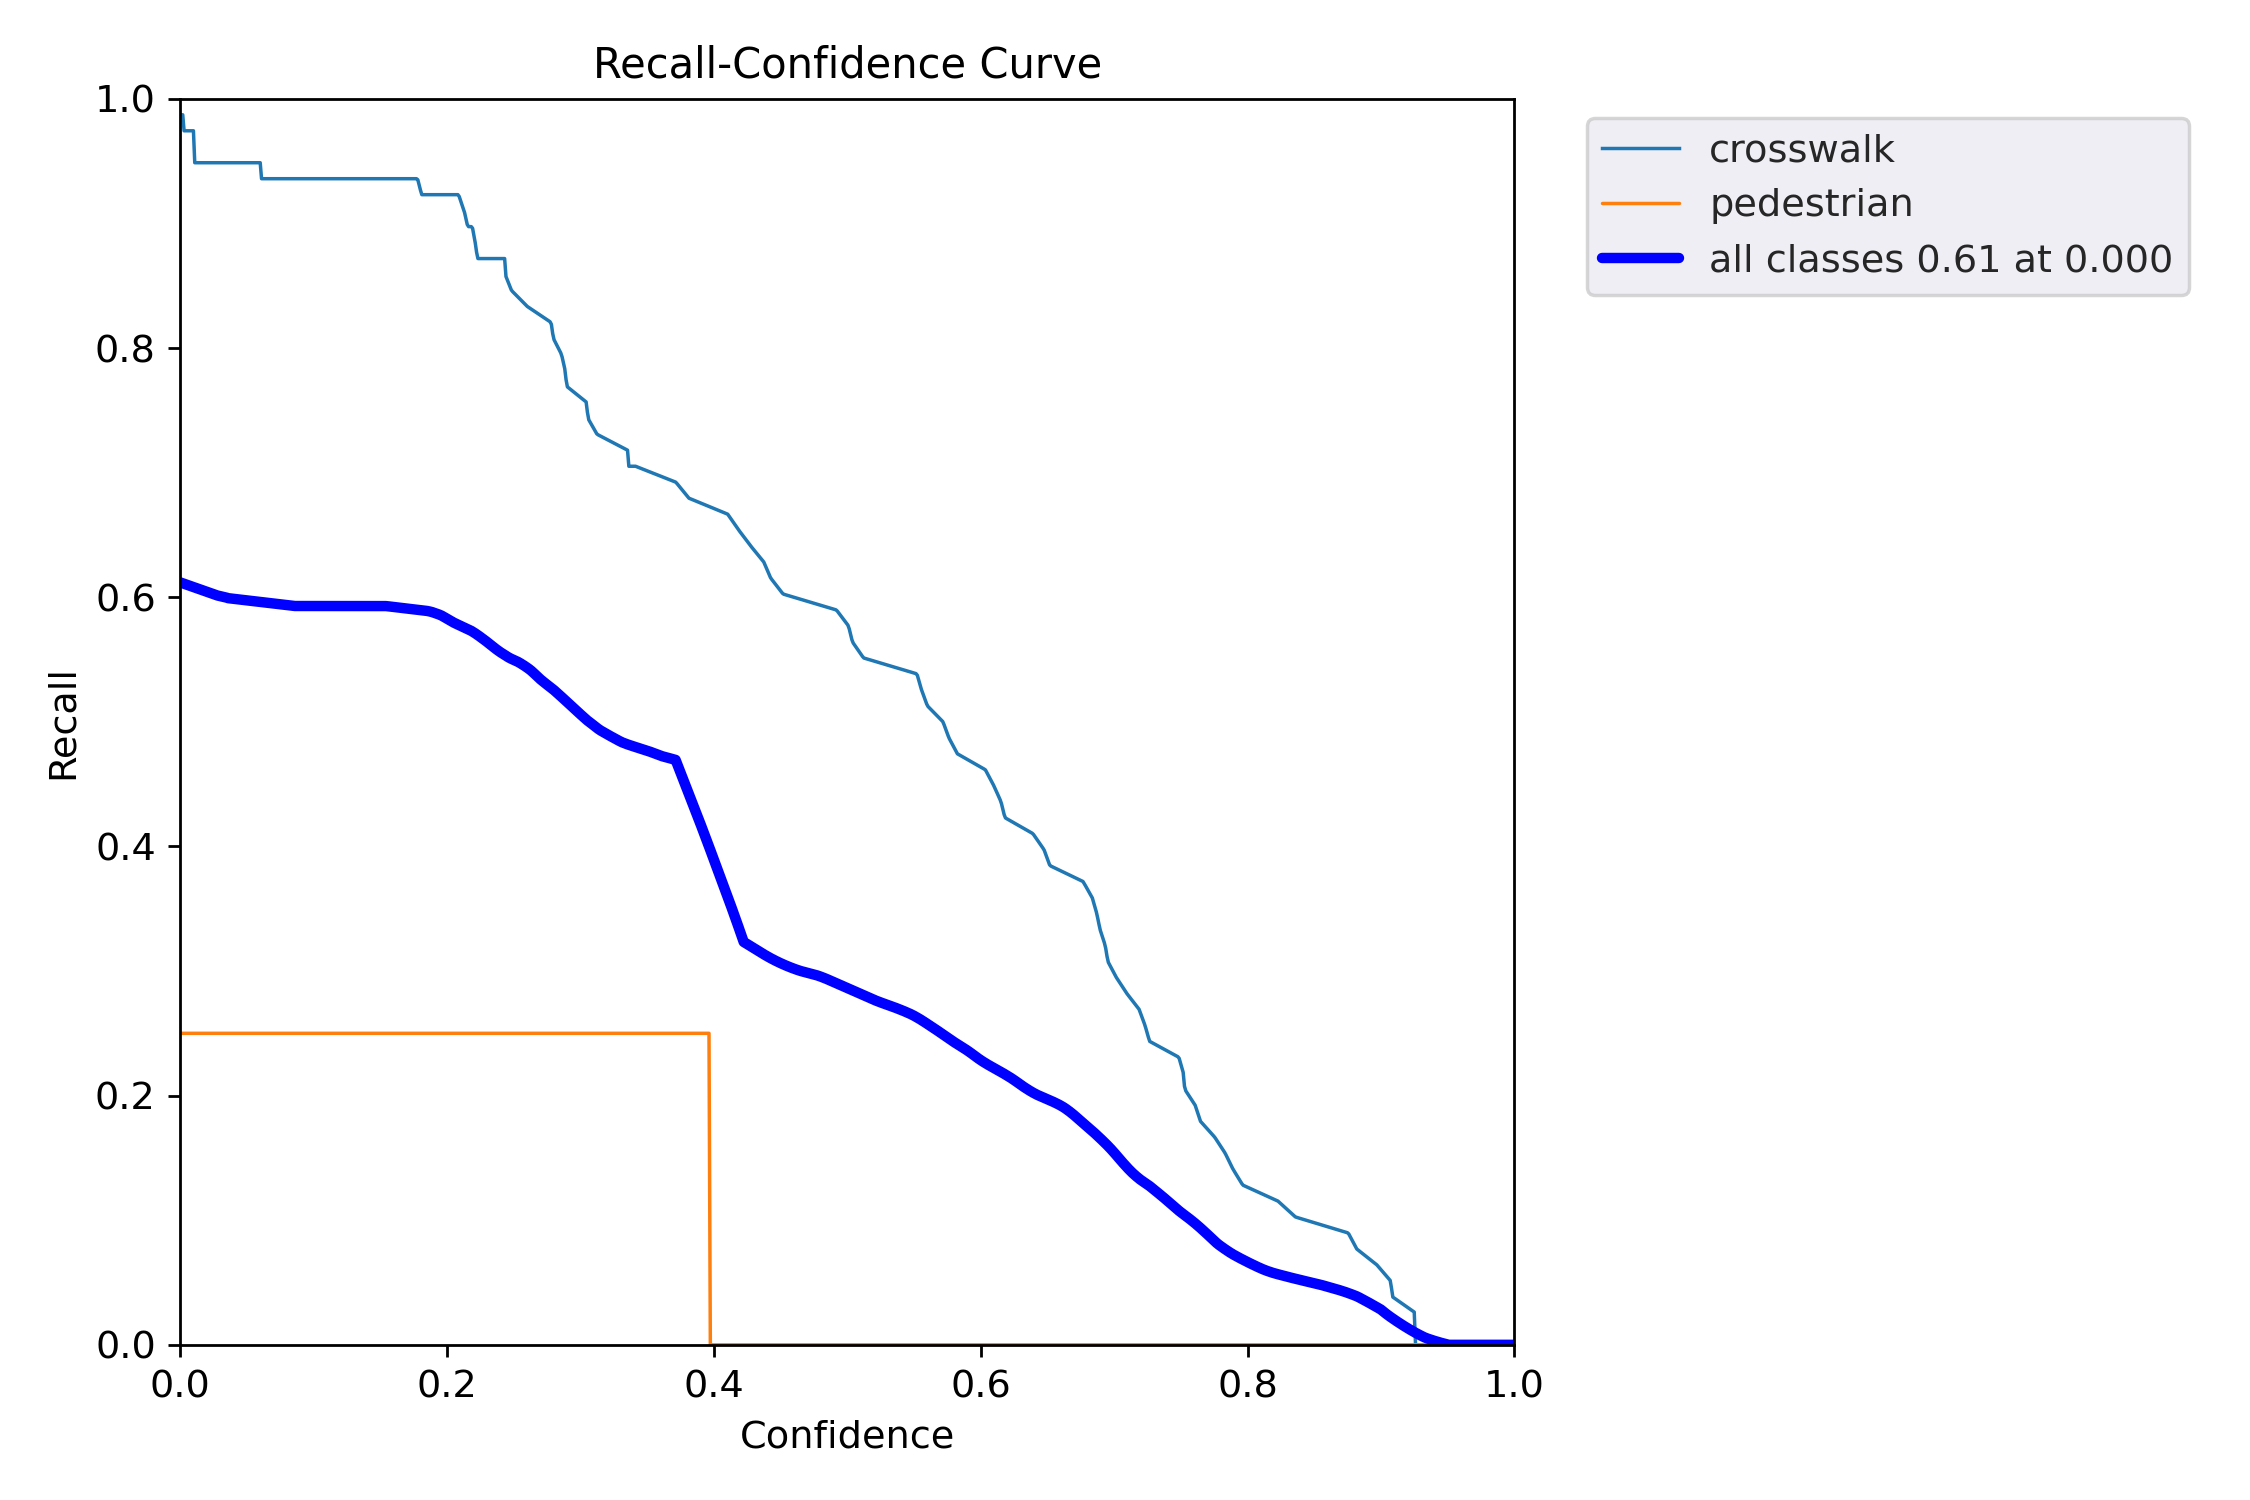 Recall-Confidence Curve
1.0
0.8
0.6
0.4
0.2
0.0
Recall
0.0 0.2 0.4 0.6 0.8 1.0
Confidence
crosswalk
pedestrian
all classes 0.61 at 0.000